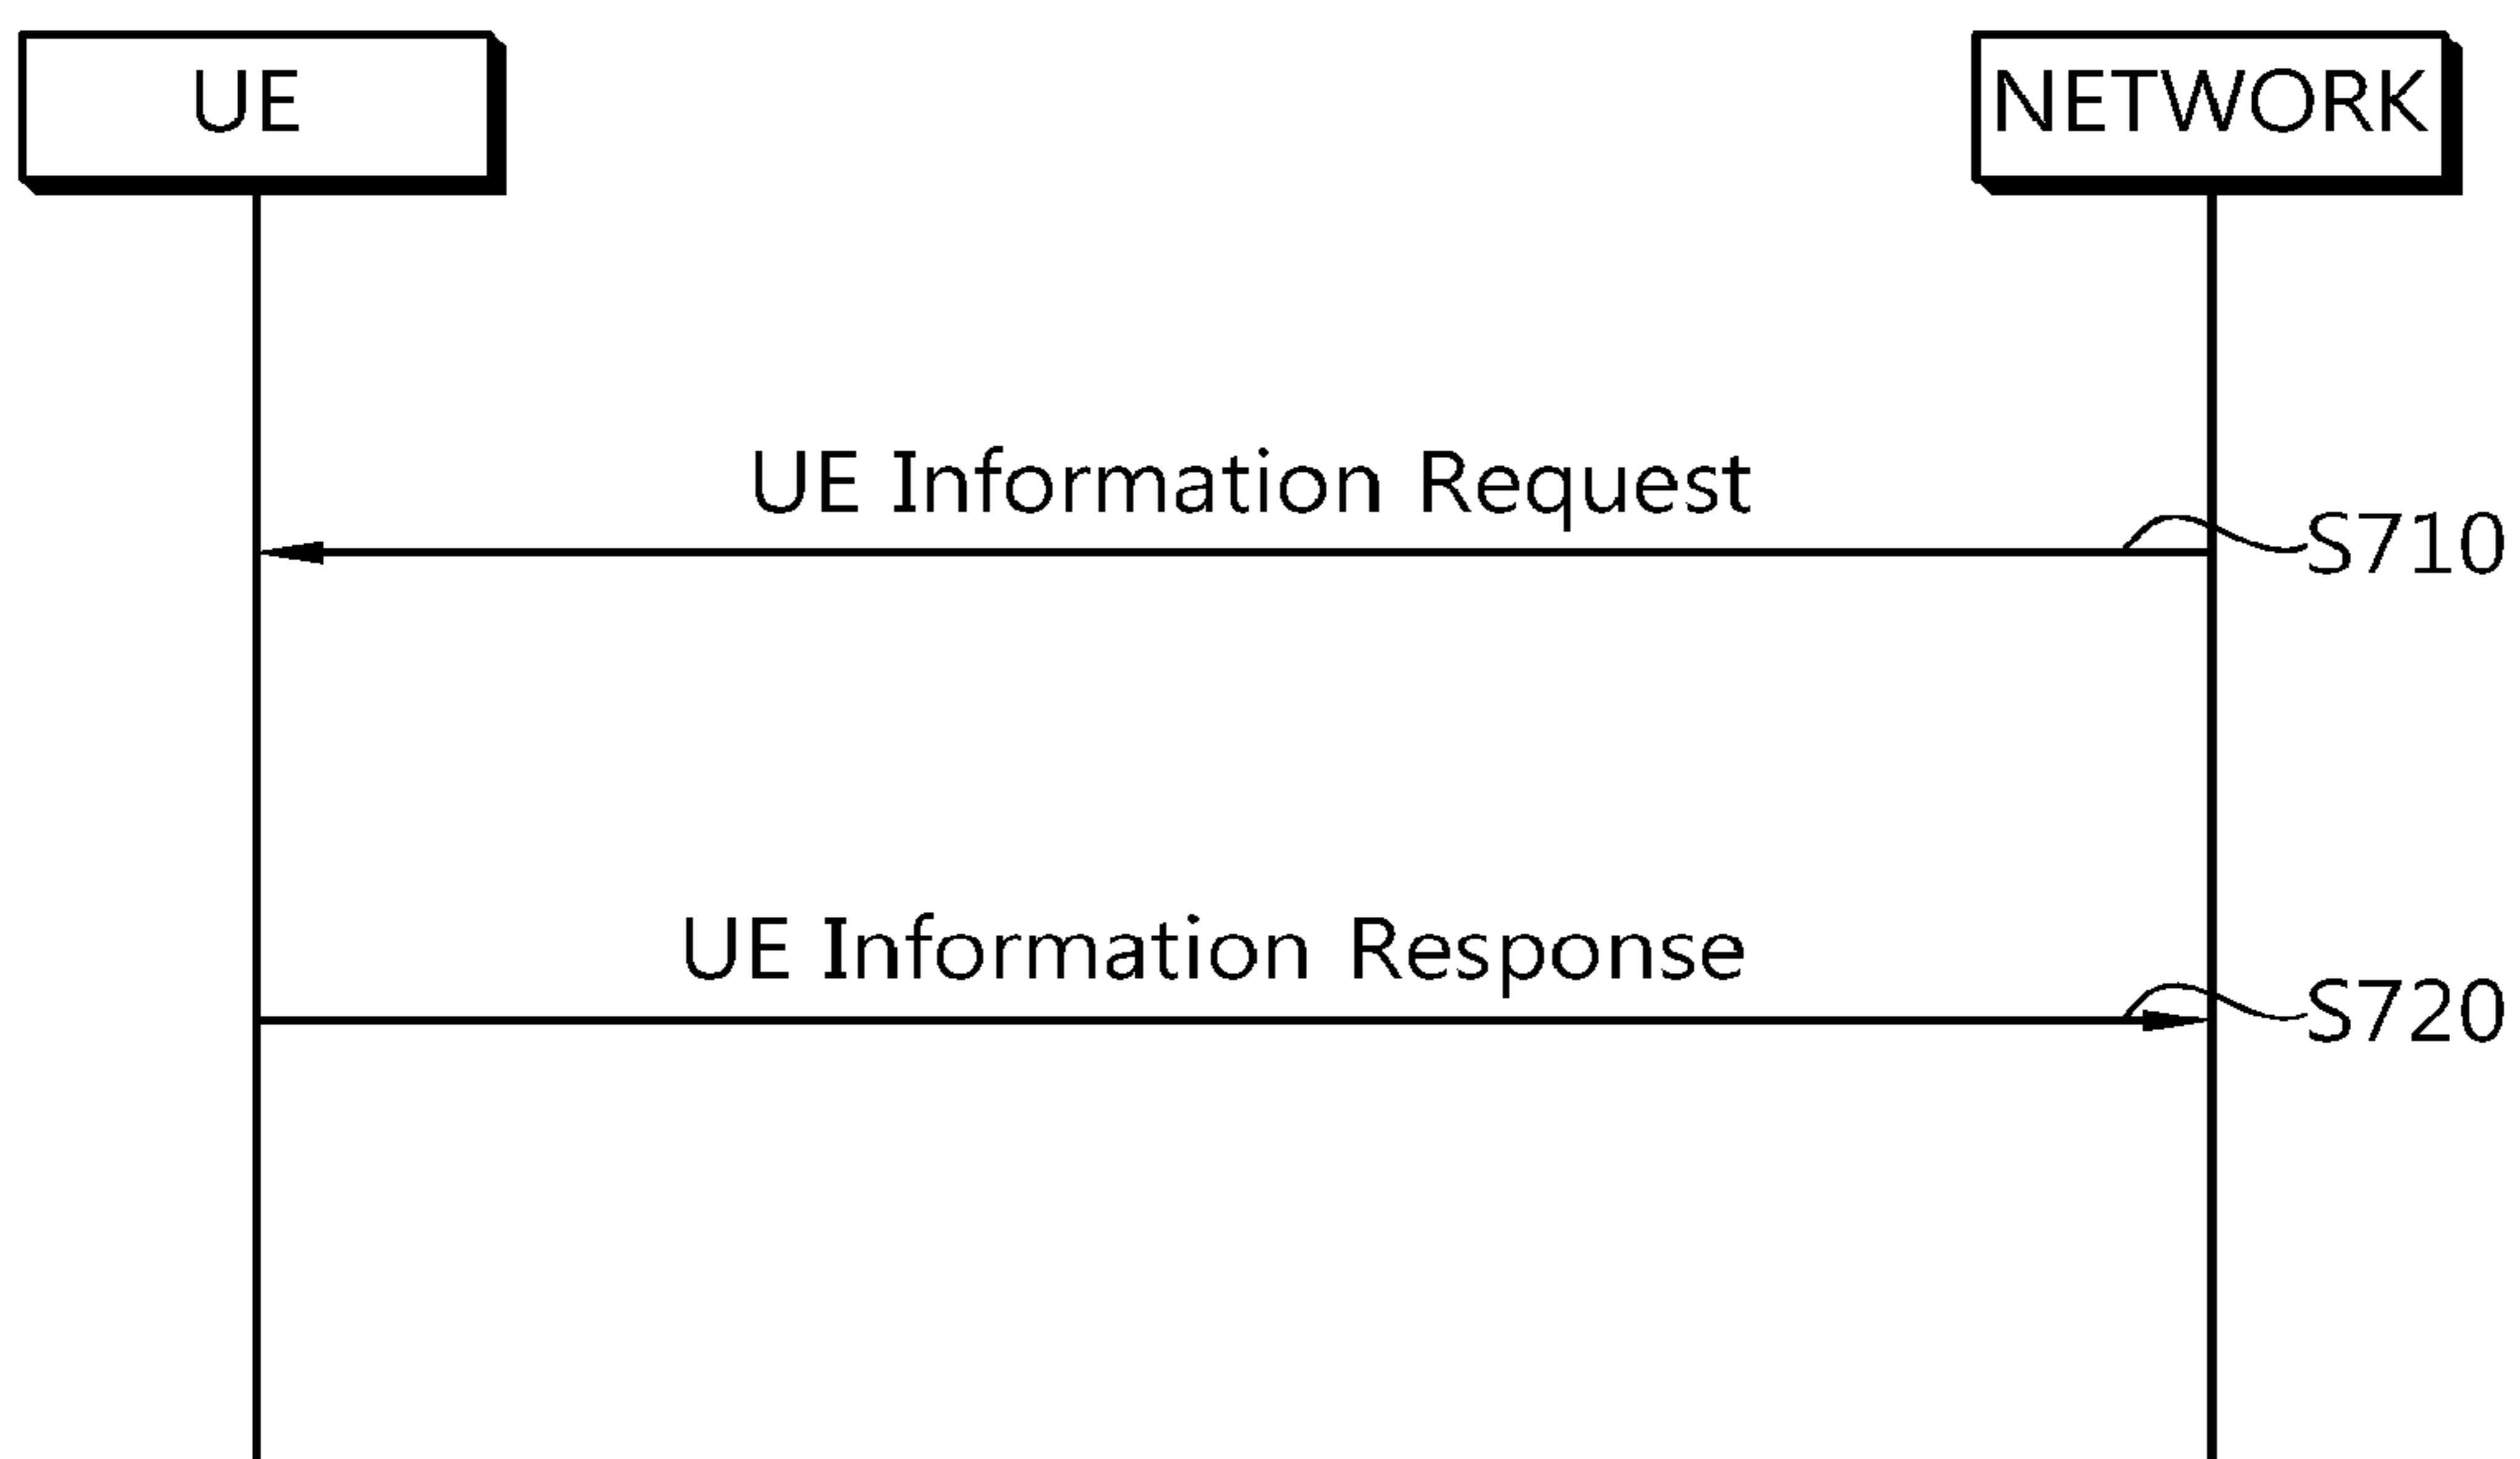 UE
NETWORK
UE Information Request
S710
UE Information Response
S720